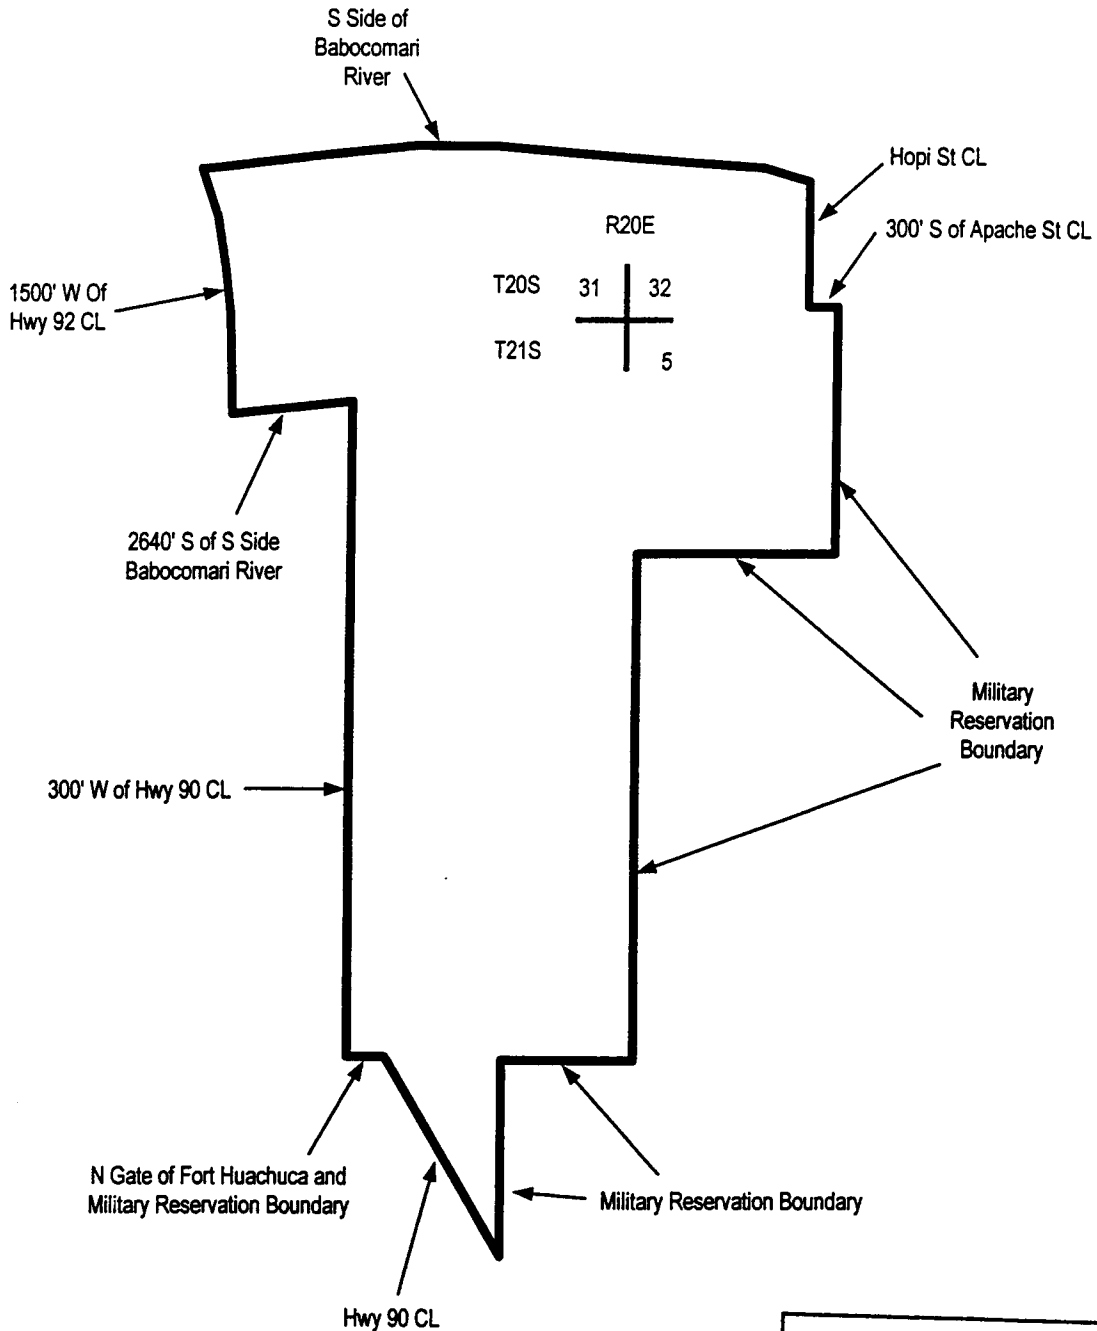 S Side of
Babocomari
River
Hopi St CL
R20E
300' S of Apache St CL
T20S 31 32
1500' W Of
Hwy 92 CL
T21S 5
2640' S of S Side
Babocomari River
Military
Reservation
Boundary
300' W of Hwy 90 CL
N Gate of Fort Huachuca and
Military Reservation Boundary
Military Reservation Boundary
Hwy 90 CL